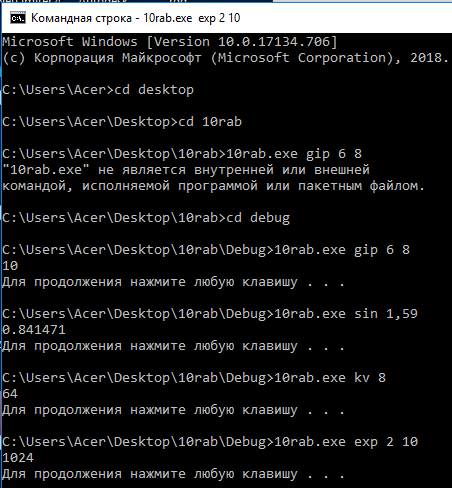 Командная строка - 10rab.exe exp 2 10
Microsoft Windows [Version 10.0.17134.706]
(c) Корпорация Майкрософт (Microsoft Corporation), 2018.
C:\Users\Acer>cd desktop
C:\Users\Acer\Desktop>cd 10rab
C:\Users\Acer\Desktop\10rab>10rab.exe gip 6 8
"10rab.exe" не является внутренней или внешней
командой, исполняемой программой или пакетным файлом.
C:\Users\Acer\Desktop\10rab>cd debug
C:\Users\Acer\Desktop\10rab\Debug>10rab.exe gip 6 8
10
Для продолжения нажмите любую клавишу . . .
C:\Users\Acer\Desktop\10rab\Debug>10rab.exe sin 1,59
0.841471
Для продолжения нажмите любую клавишу . . .
C:\Users\Acer\Desktop\10rab\Debug>10rab.exe kv 8
64
Для продолжения нажмите любую клавишу . . .
C:\Users\Acer\Desktop\10rab\Debug>10rab.exe exp 2 10
1024
Для продолжения нажмите любую клавишу . . .